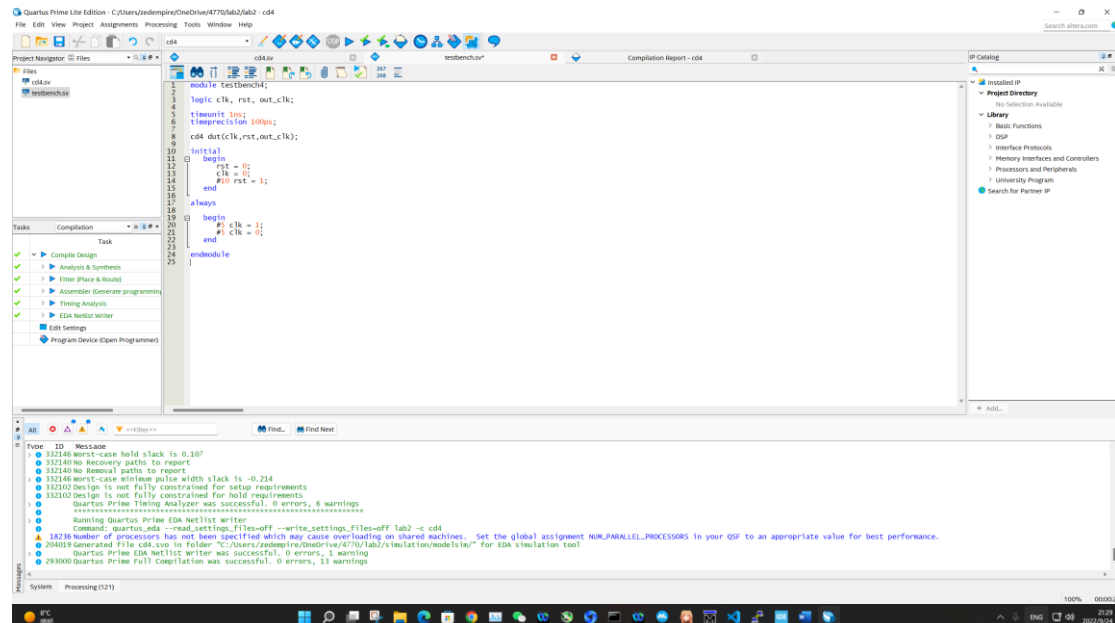 Quartus Prime Lite Edition - C:/Users/zedempire/OneDrive/4770/lab2/lab2 - cd4
File Edit View Project Assignments Processing Tools Window Help
Search altera.com
cd4
Project Navigator Files
cd4.sv
testbench.sv*
Compilation Report - cd4
IP Catalog
Files
cd4.sv
testbench.sv
267
268
1 module testbench4;
2
3 logic clk, rst, out_clk;
4
5 timeunit 1ns;
6 timeprecision 100ps;
7
8 cd4 dut(clk,rst,out_clk);
9
10 initial
11 begin
12 rst = 0;
13 clk = 0;
14 #10 rst = 1;
15 end
16
17 always
18
19 begin
20 #5 clk = 1;
21 #5 clk = 0;
22 end
23
24 endmodule
25
Installed IP
Project Directory
No Selection Available
Library
Basic Functions
DSP
Interface Protocols
Memory Interfaces and Controllers
Processors and Peripherals
University Program
Search for Partner IP
+ Add...
Tasks Compilation
Task
Compile Design
Analysis & Synthesis
Fitter (Place & Route)
Assembler (Generate programming
Timing Analysis
EDA Netlist Writer
Edit Settings
Program Device (Open Programmer)
All <<Filter>> Find... Find Next
Type ID Message
332146 Worst-case hold slack is 0.107
332140 No Recovery paths to report
332140 No Removal paths to report
332146 Worst-case minimum pulse width slack is -0.214
332102 Design is not fully constrained for setup requirements
332102 Design is not fully constrained for hold requirements
Quartus Prime Timing Analyzer was successful. 0 errors, 6 warnings
Running Quartus Prime EDA Netlist Writer
Command: quartus_eda --read_settings_files=off --write_settings_files=off lab2 -c cd4
18236 Number of processors has not been specified which may cause overloading on shared machines. Set the global assignment NUM_PARALLEL_PROCESSORS in your QSF to an appropriate value for best performance.
204019 Generated file cd4.svo in folder "C:/Users/zedempire/OneDrive/4770/lab2/simulation/modelsim/" for EDA simulation tool
Quartus Prime EDA Netlist Writer was successful. 0 errors, 1 warning
293000 Quartus Prime Full Compilation was successful. 0 errors, 13 warnings
Messages
System Processing (121)
100% 00:00:
8°C
ENG
21:29
2022/9/24